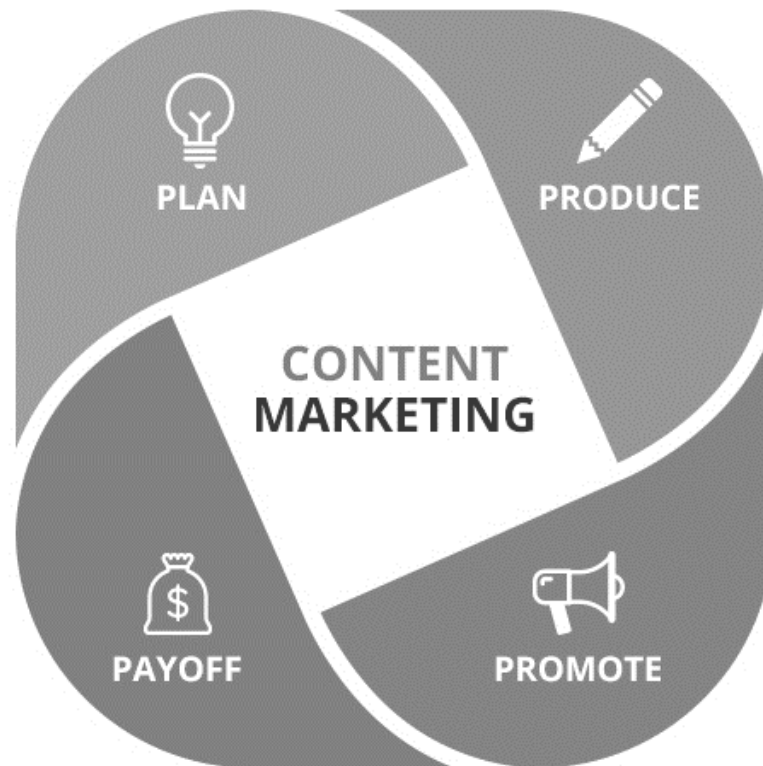 PLAN
PRODUCE
CONTENT
MARKETING
$
PAYOFF
PROMOTE